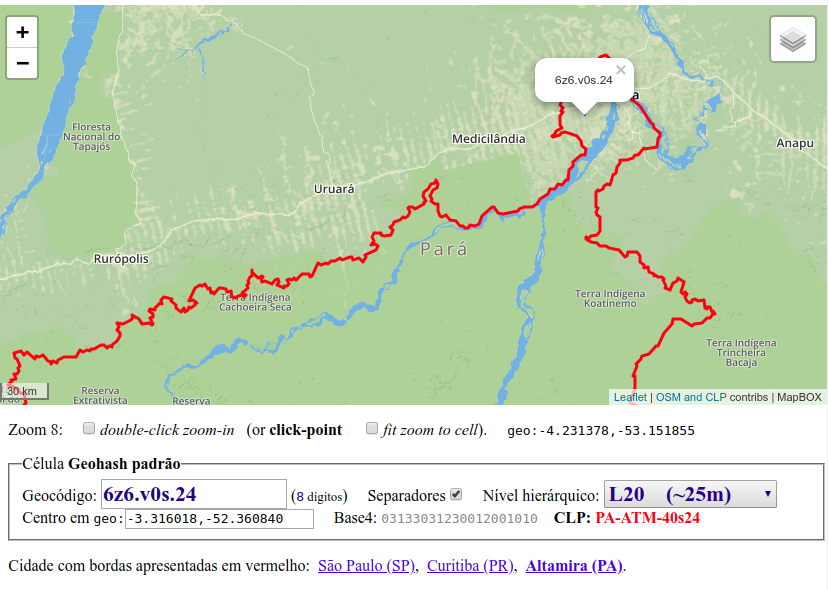 +
−
6z6.v0s.24
×
a
Floresta
Nacional do
Tapajós
Medicilândia
Anapu
Uruará
Pará
Rurópolis
Terra Indígena
Cachoeira Seca
Terra Indígena
Koatinemo
Terra Indígena
Trincheira
Bacaja
30 km
Reserva
Extrativista
Reserva
Leaflet | OSM and CLP contribs | MapBOX
Zoom 8: double-click zoom-in (or click-point fit zoom to cell). geo:-4.231378,-53.151855
Célula Geohash padrão
Geocódigo: 6z6.v0s.24 (8 dígitos) Separadores Nível hierárquico: L20 (~25m)
Centro em geo:-3.316018,-52.360840 Base4: 03133031230012001010 CLP: PA-ATM-40s24
Cidade com bordas apresentadas em vermelho: São Paulo (SP), Curitiba (PR), Altamira (PA).